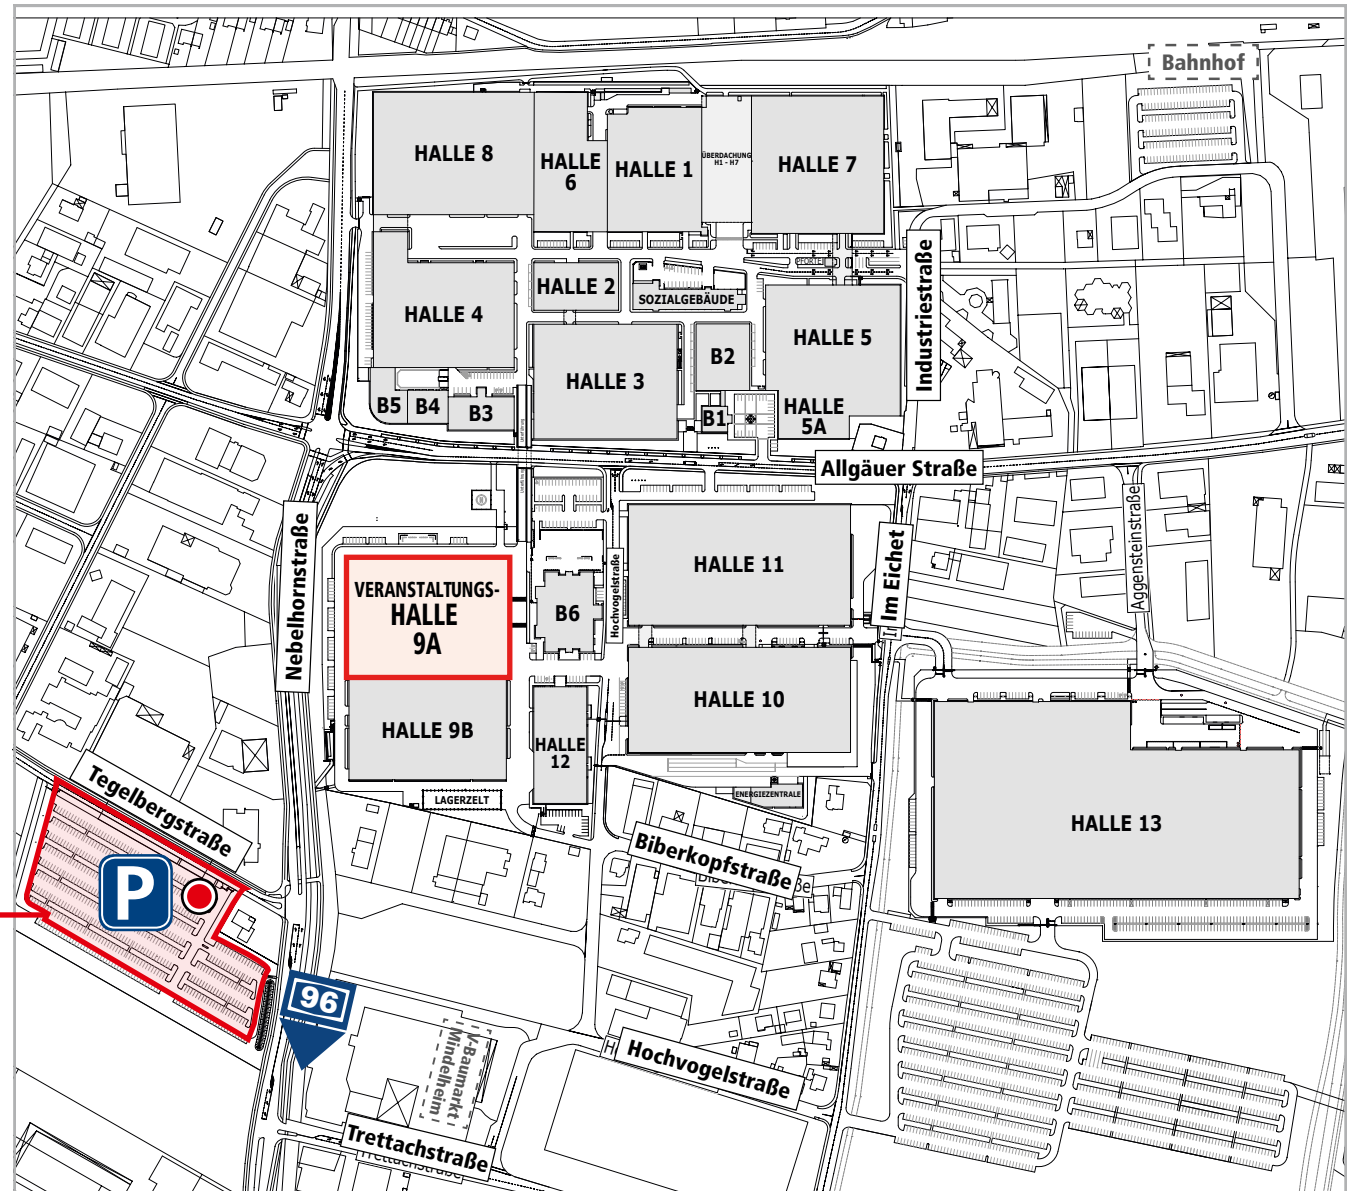 Bahnhof
HALLE 8
HALLE
6
HALLE 1
ÜBERDACHUNG
H1 - H7
HALLE 7
Industriestraße
PFORTE
HALLE 4
HALLE 2
SOZIALGEBÄUDE
HALLE 5
HALLE 3
B2
B5
B4
B3
B1
HALLE
5A
Allgäuer Straße
Nebelhornstraße
VERANSTALTUNGS-
HALLE
9A
B6
Hochvogelstraße
HALLE 11
Im Eichet
Aggensteinstraße
HALLE 9B
HALLE
12
HALLE 10
LAGERZELT
ENERGIEZENTRALE
HALLE 13
Tegelbergstraße
P
Biberkopfstraße
96
V-Baumarkt
Mindelheim
Hochvogelstraße
Trettachstraße
Trettachstraße